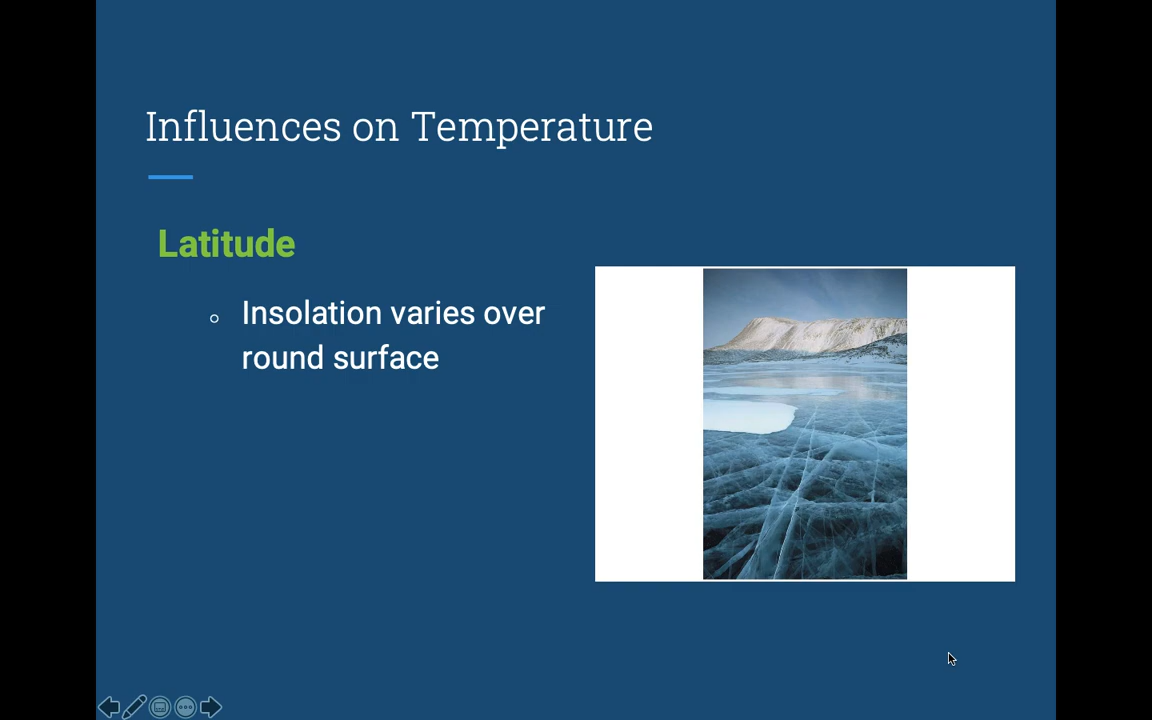 Influences on Temperature
Latitude
Insolation varies over
round surface